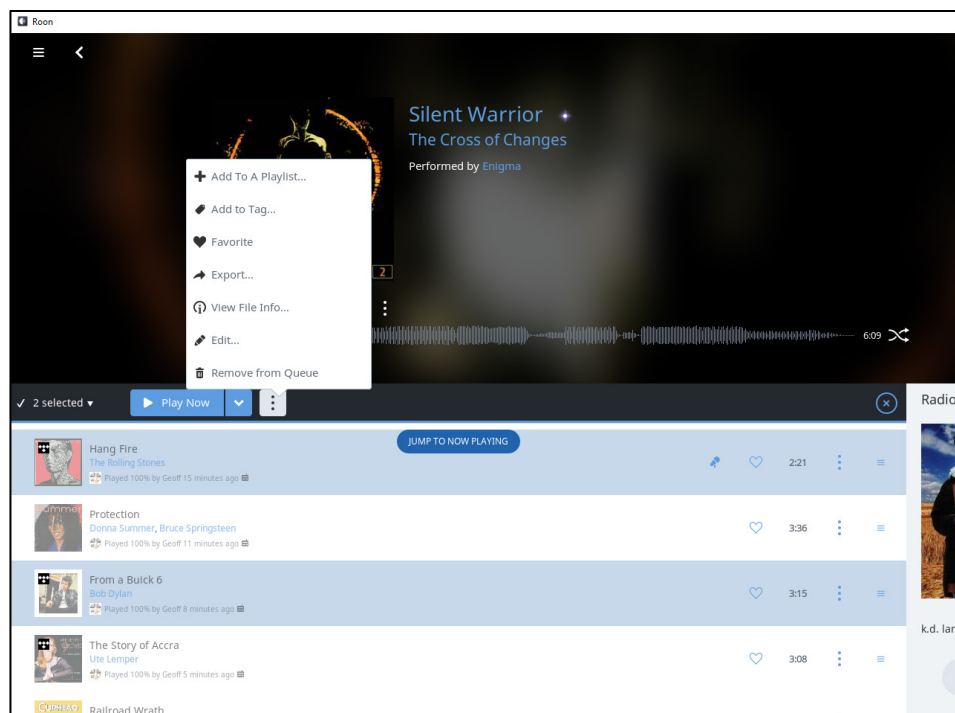 Roon
Silent Warrior
The Cross of Changes
Performed by Enigma
Add To A Playlist...
Add to Tag...
Favorite
Export...
2
View File Info...
Edit...
6:09
Remove from Queue
2 selected
Play Now
Radio
JUMP TO NOW PLAYING
Hang Fire
The Rolling Stones
Played 100% by Geoff 15 minutes ago
2:21
Protection
Donna Summer, Bruce Springsteen
Played 100% by Geoff 11 minutes ago
3:36
From a Buick 6
Bob Dylan
Played 100% by Geoff 8 minutes ago
3:15
k.d. lan
The Story of Accra
Ute Lemper
Played 100% by Geoff 5 minutes ago
3:08
CUPHEAD
Railroad Wrath